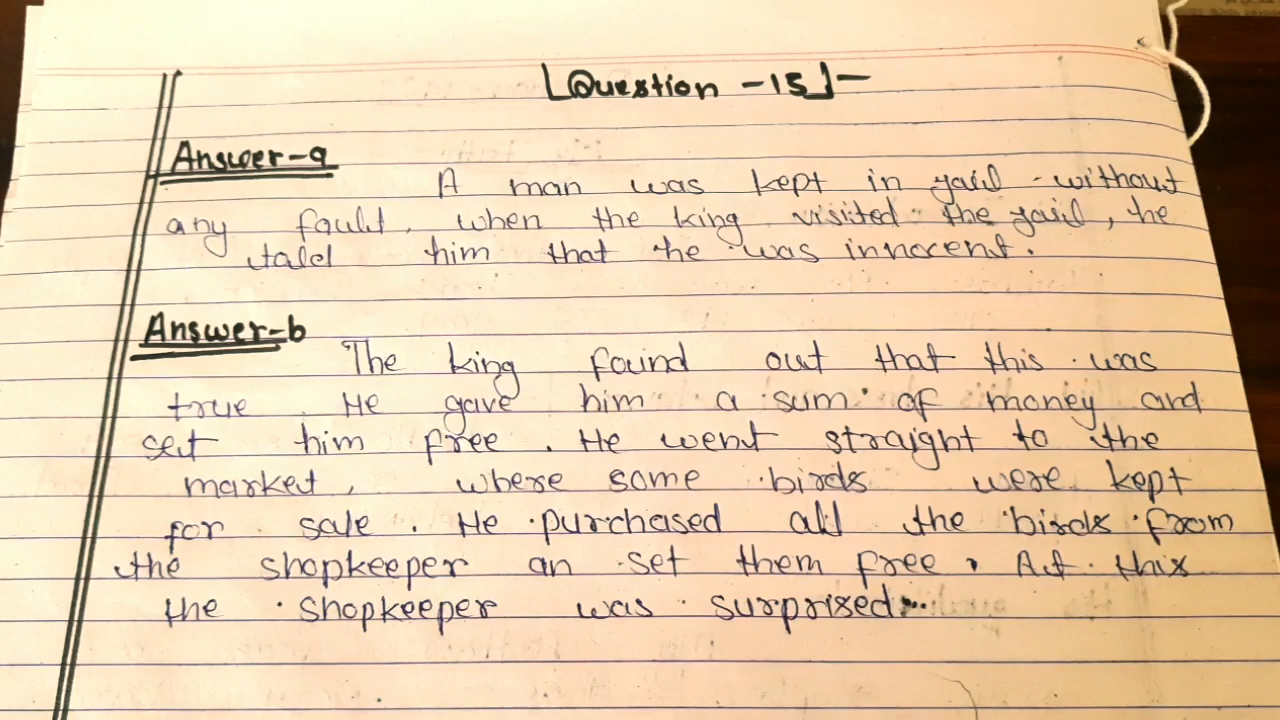 [Question - 15] -
Answer-a
A man was kept in jail without
any fault. when the king visited the jail, he
told him that he was innocent.
Answer-b
The king found out that this was
true. He gave him a sum of money and
set him free. He went straight to the
market, where some birds were kept
for sale. He purchased all the birds from
the shopkeeper an set them free. At this
the shopkeeper was surprised.